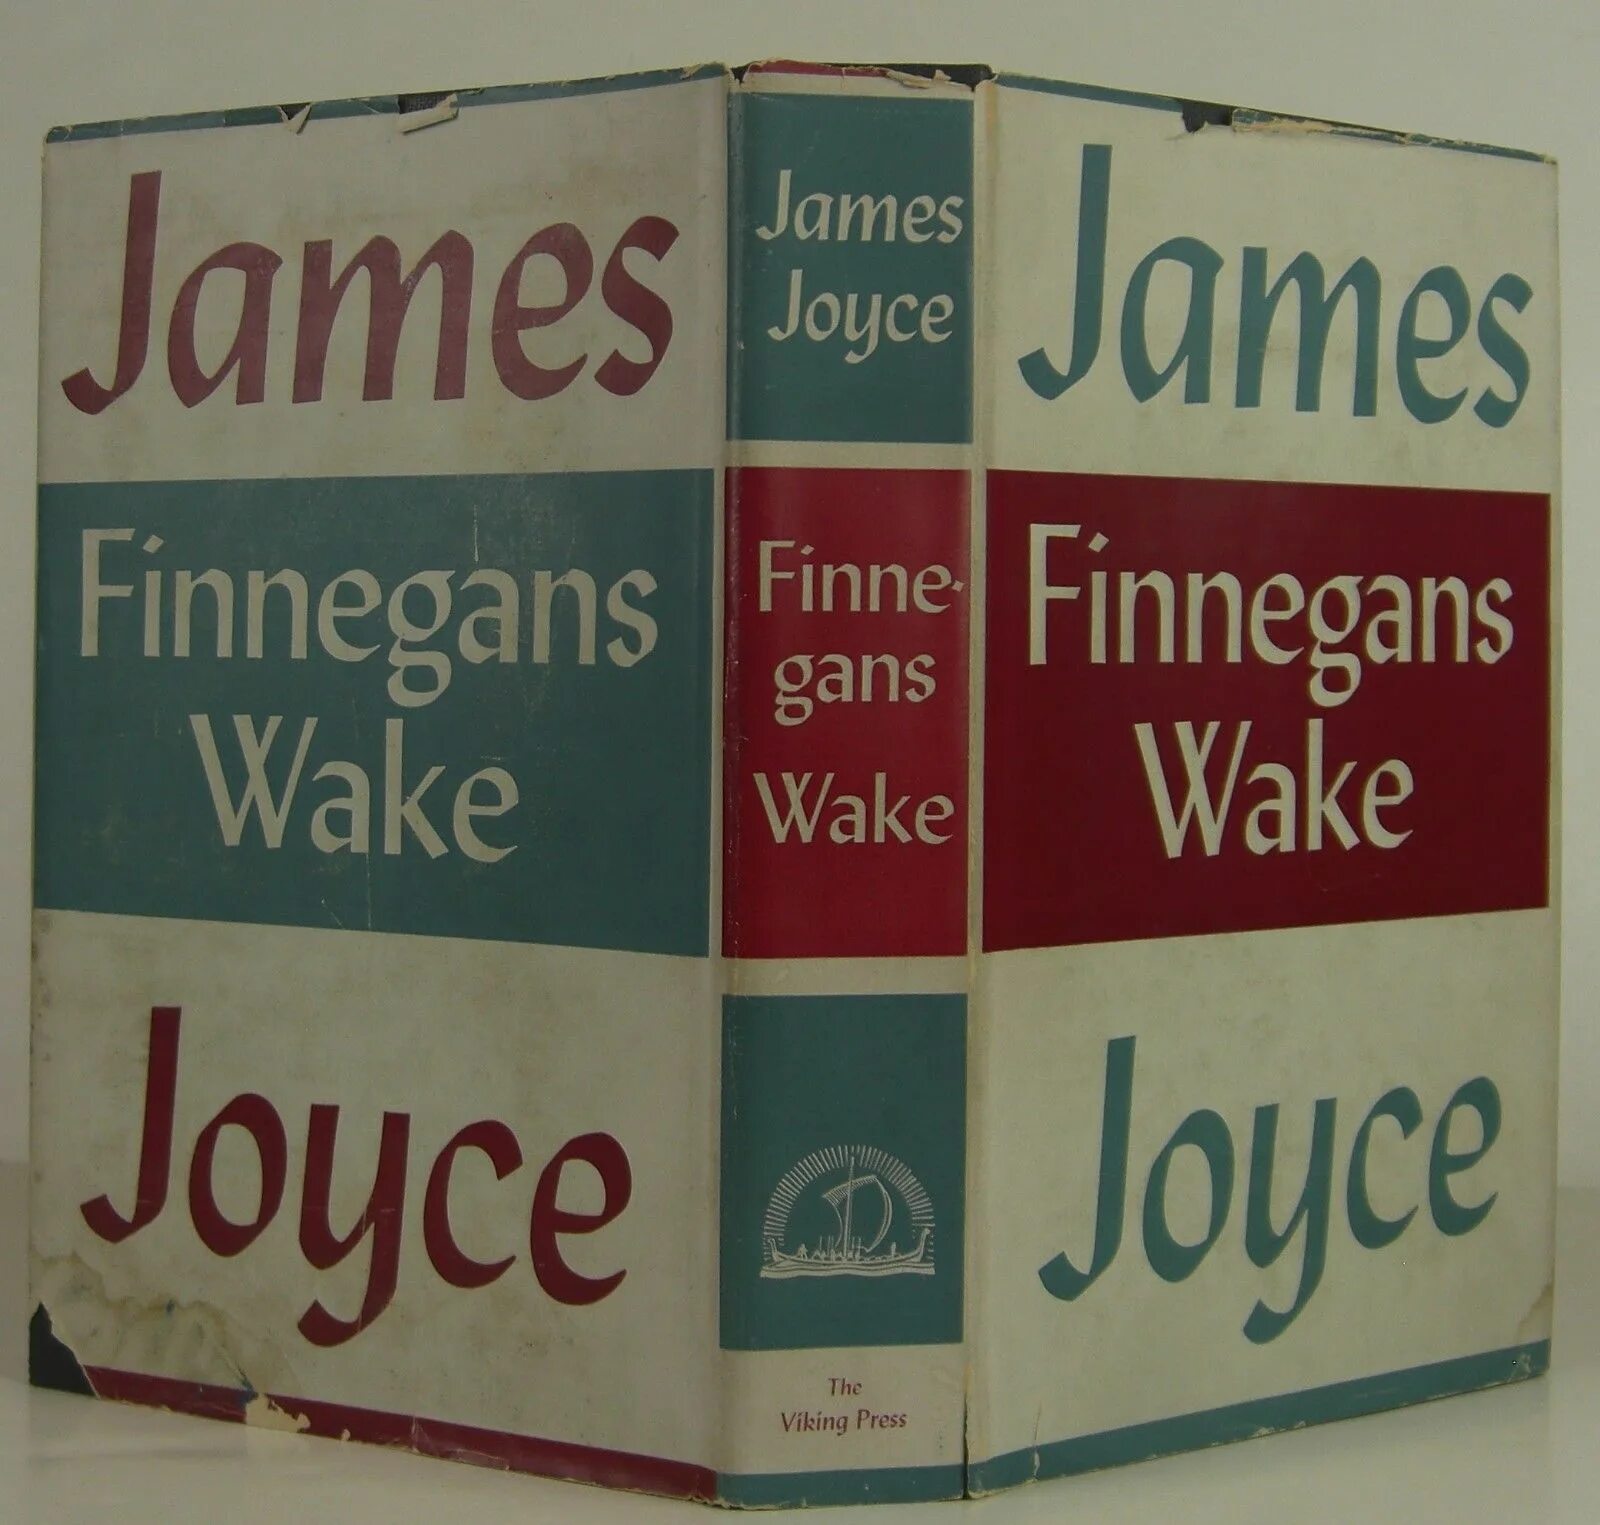 James
Finnegans
Wake
Joyce
James
Joyce
Finne-
gans
Wake
The
Viking Press
James
Finnegans
Wake
Joyce